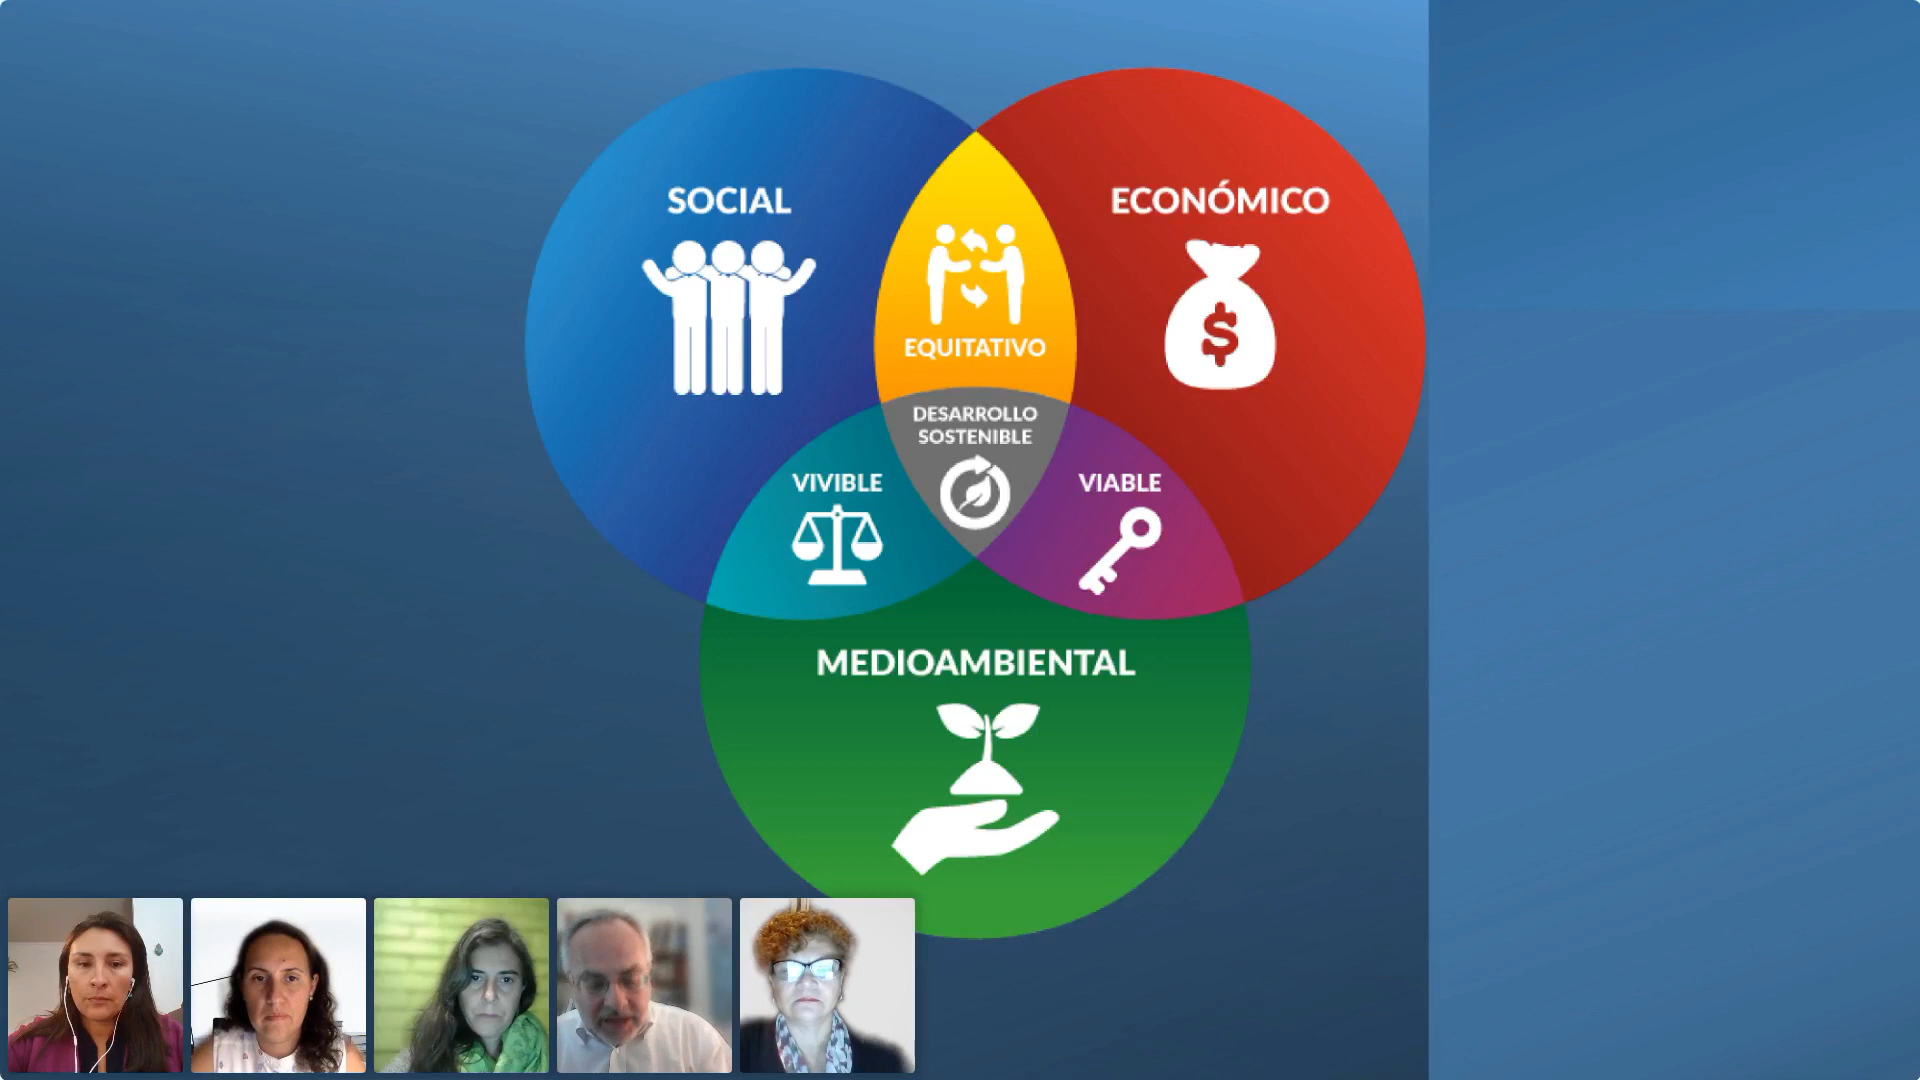 SOCIAL
ECONÓMICO
EQUITATIVO
DESARROLLO
SOSTENIBLE
VIVIBLE
VIABLE
$
MEDIOAMBIENTAL